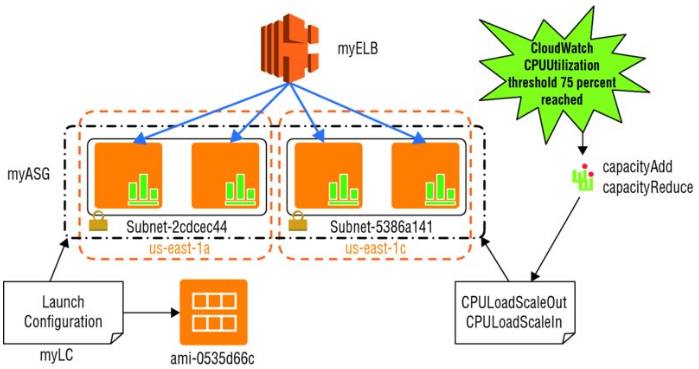 myELB
CloudWatch
CPUUtilization
threshold 75 percent
reached
myASG
capacityAdd
capacityReduce
Subnet-2cdcec44
Subnet-5386a141
us-east-1a
us-east-1c
Launch
Configuration
myLC
ami-0535d66c
CPULoadScaleOut
CPULoadScaleIn